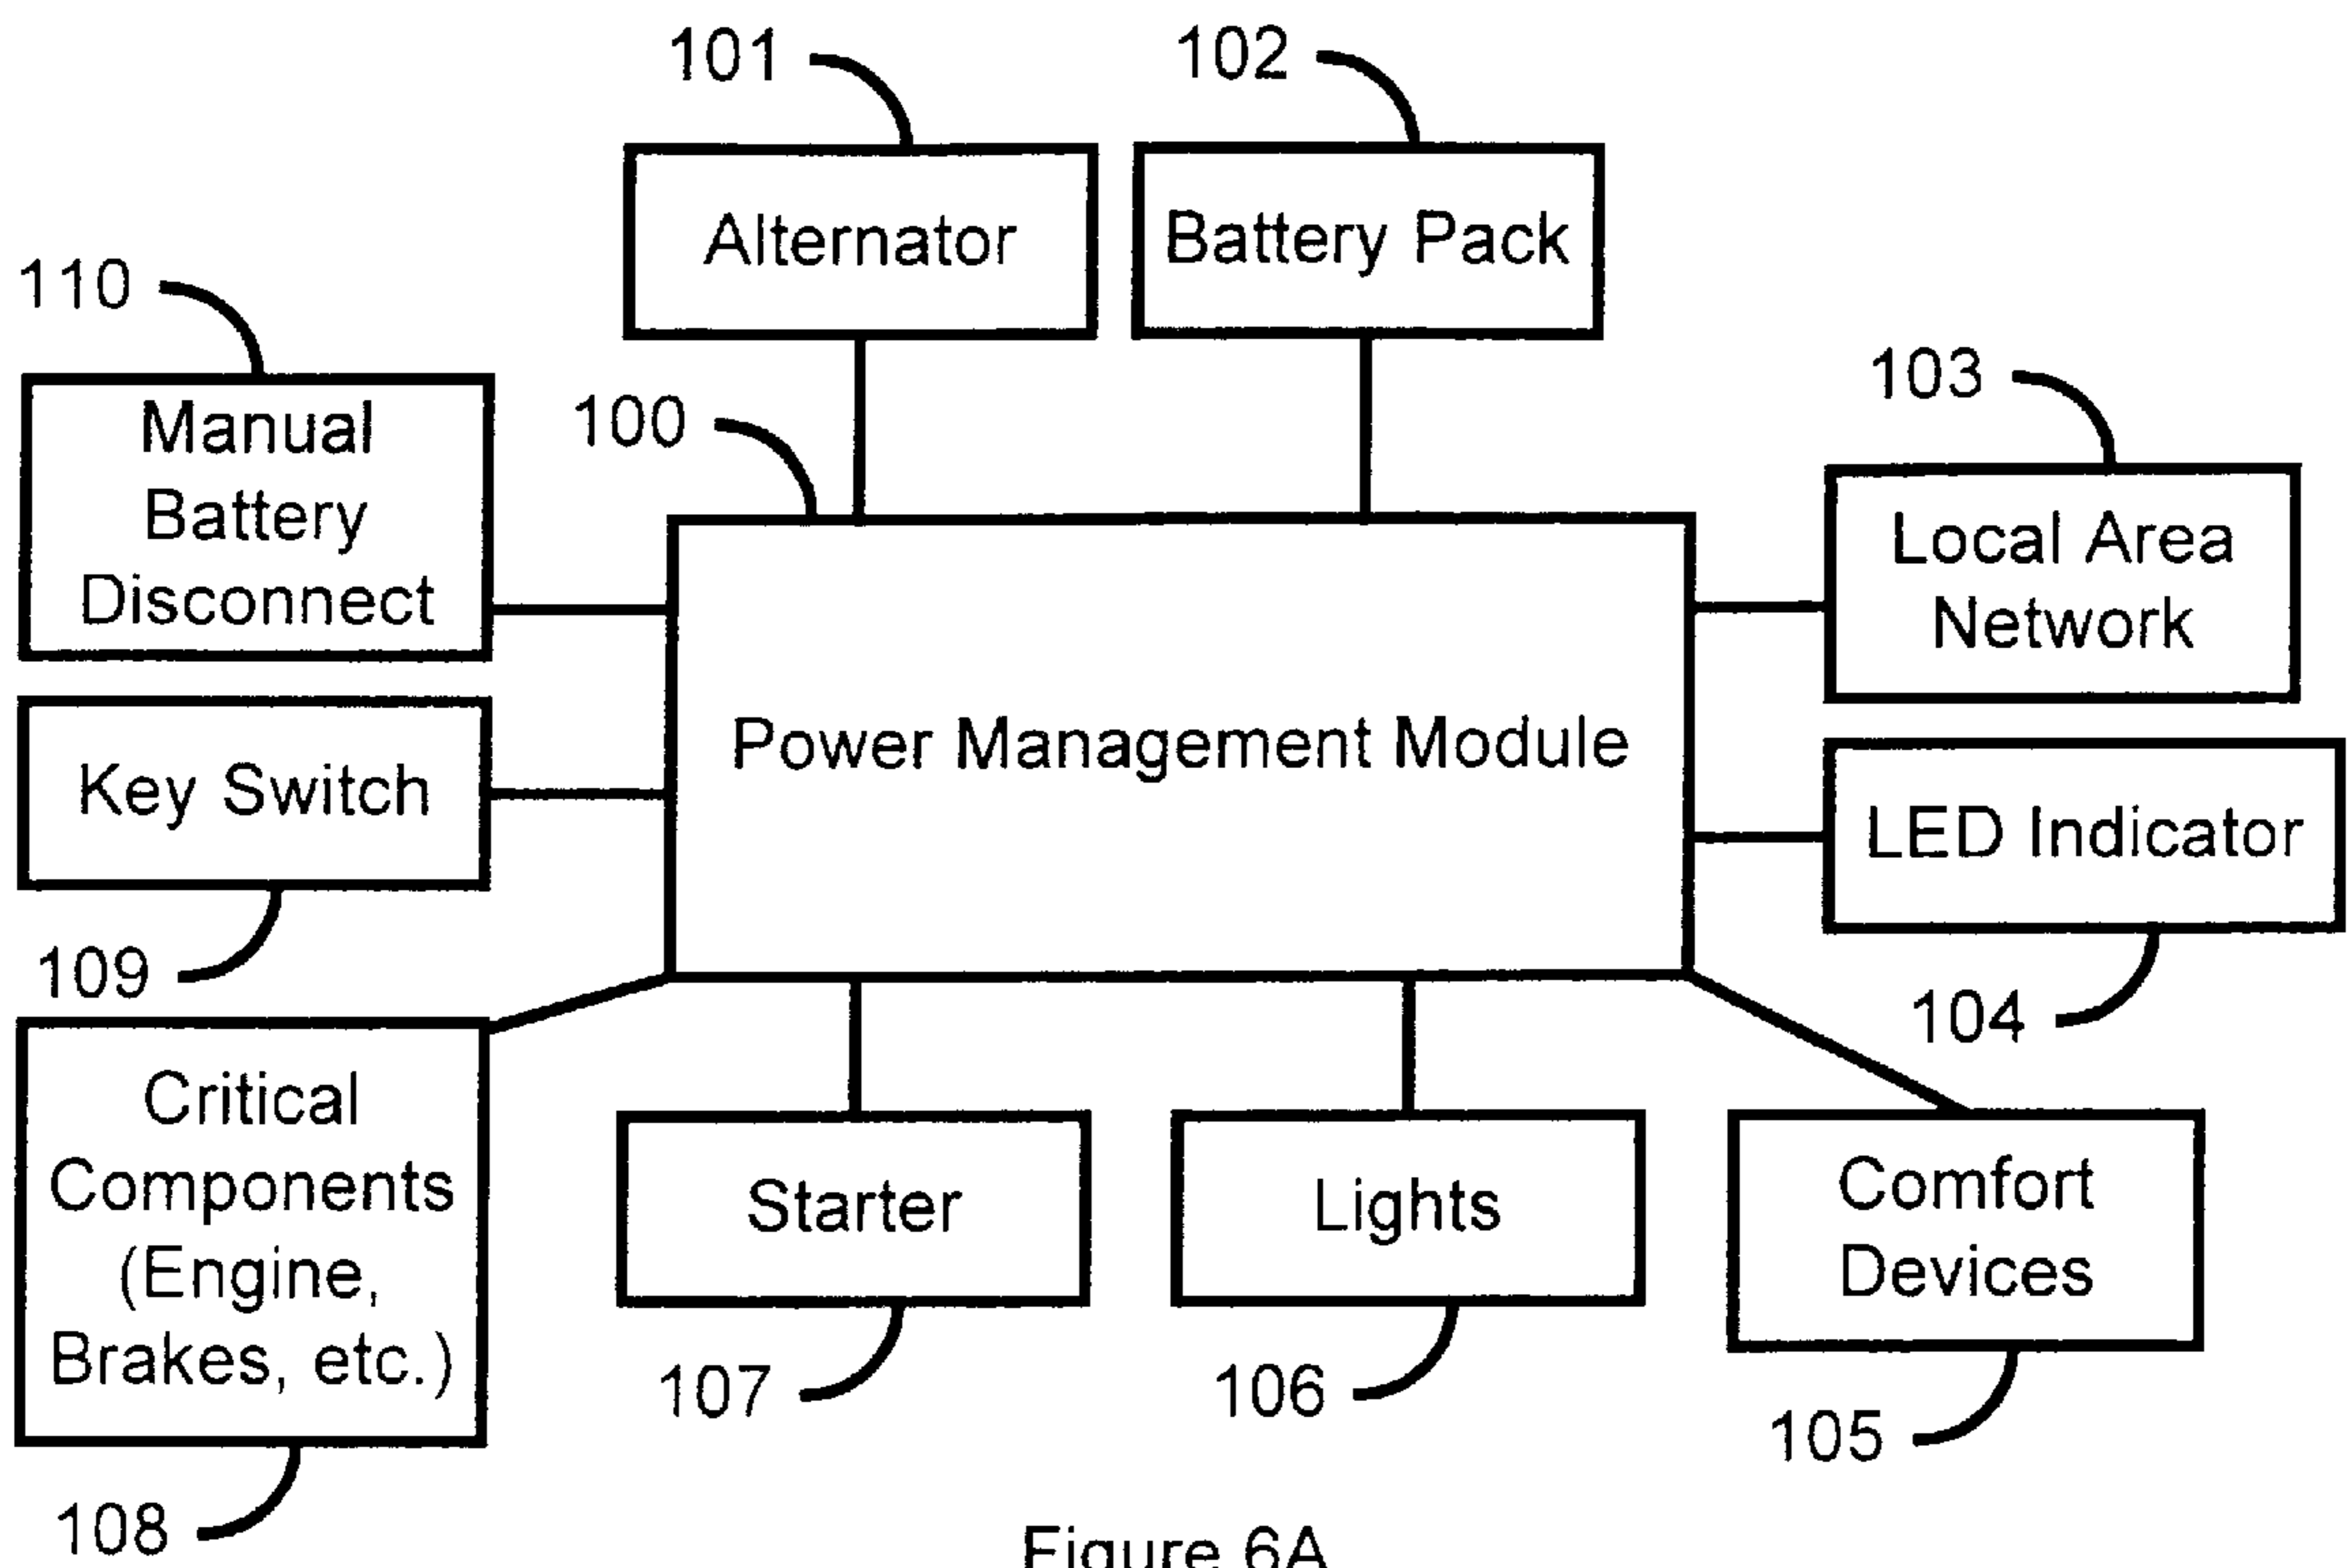 101
102
Alternator
Battery Pack
110
Manual
Battery
Disconnect
100
103
Local Area
Network
Power Management Module
Key Switch
109
LED Indicator
104
Critical
Components
(Engine,
Brakes, etc.)
108
Starter
107
Lights
106
Comfort
Devices
105
Figure 6A